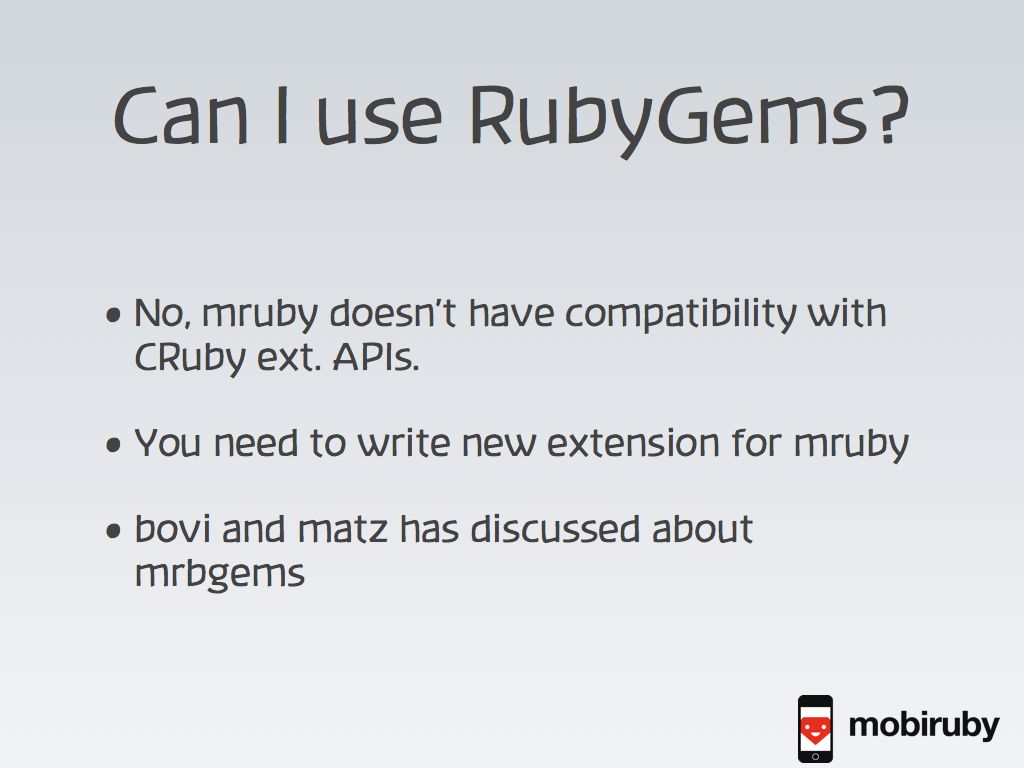 Can I use RubyGems?
• No, mruby doesn't have compatibility with
CRuby ext. APIs.
• You need to write new extension for mruby
• bovi and matz has discussed about
mrbgems
mobiruby